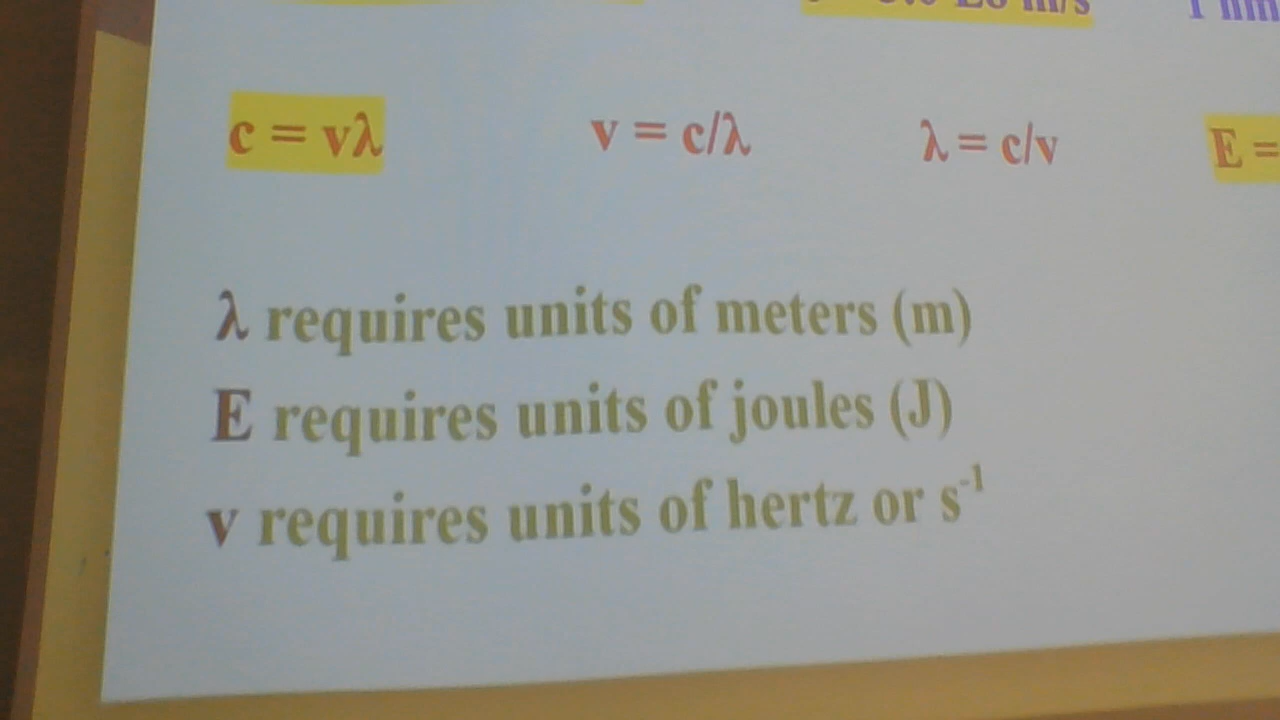 m/s
c = vλ v = c/λ λ = c/v E =
λ requires units of meters (m)
E requires units of joules (J)
v requires units of hertz or s⁻¹